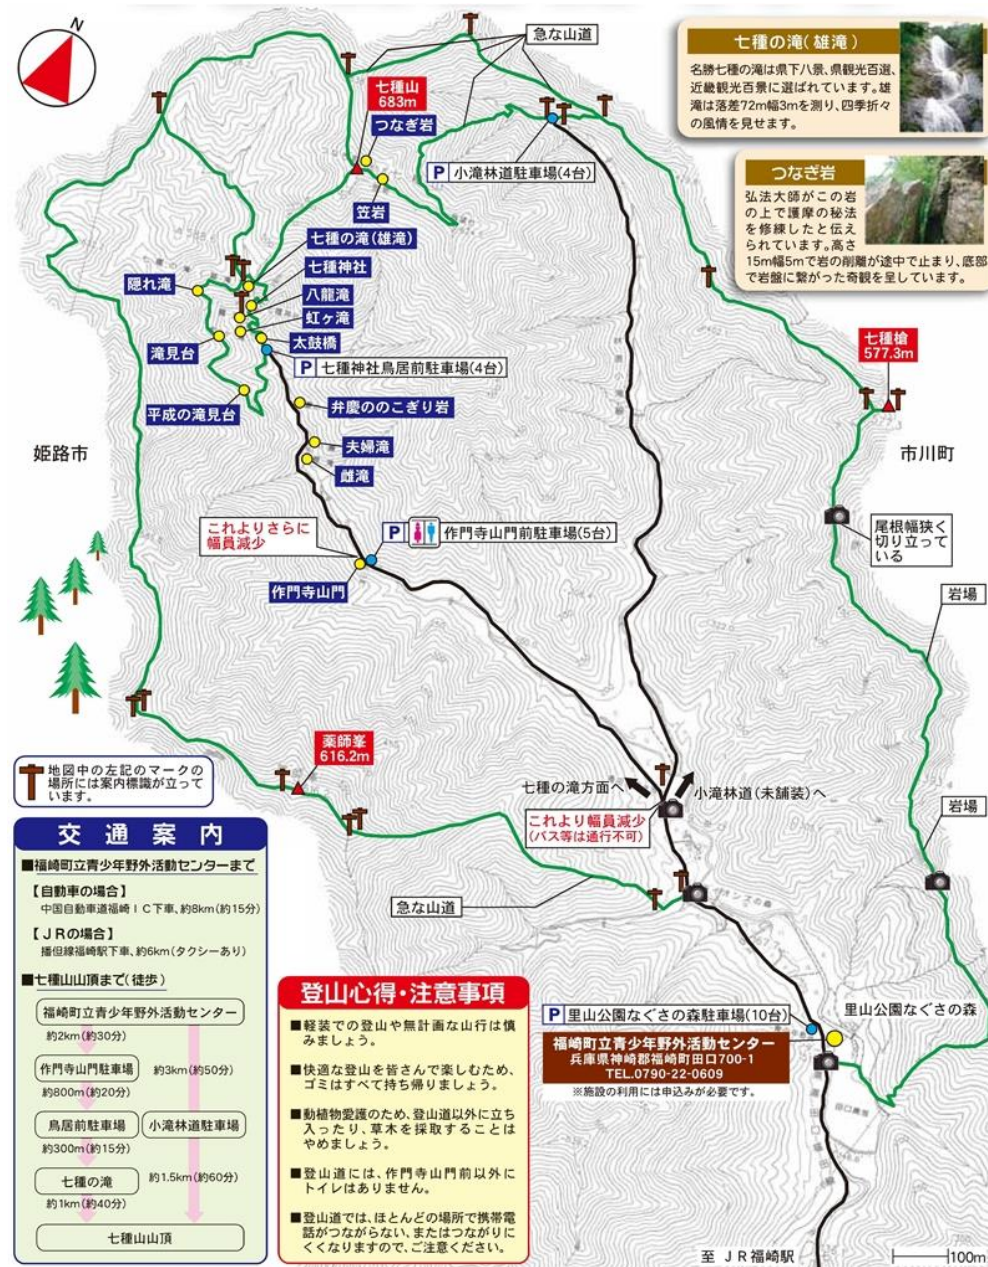 N
急な山道
七種の滝(雄滝)
名勝七種の滝は県下八景、県観光百選、
近畿観光百景に選ばれています。雄
滝は落差72m幅3mを測り、四季折々
の風情を見せます。
七種山
683m
つなぎ岩
P 小滝林道駐車場(4台)
笠岩
つなぎ岩
弘法大師がこの岩
の上で護摩の秘法
を修練したと伝え
られています。高さ
15m幅5mで岩の剛離が途中で止まり、底部
で岩盤に繋がった奇観を呈しています。
七種の滝(雄滝)
七種神社
隠れ滝
八龍滝
虹ヶ滝
滝見台
太鼓橋
P 七種神社鳥居前駐車場(4台)
平成の滝見台
弁慶ののこぎり岩
夫婦滝
雌滝
七種槍
577.3m
姫路市
市川町
尾根幅狭く
切り立って
いる
これよりさらに
幅員減少
P 作門寺山門前駐車場(5台)
作門寺山門
岩場
薬師峯
616.2m
地図中の左記のマークの
場所には案内標識が立って
います。
七種の滝方面へ
小滝林道(未舗装)へ
これより幅員減少
(バス等は通行不可)
岩場
急な山道
交通案内
■福崎町立青少年野外活動センターまで
【自動車の場合】
中国自動車道福崎IC下車、約8km(約15分)
【JRの場合】
播但線福崎駅下車、約6km(タクシーあり)
■七種山山頂まで(徒歩)
福崎町立青少年野外活動センター
約2km(約30分)
作門寺山門駐車場
約3km(約50分)
約800m(約20分)
鳥居前駐車場
小滝林道駐車場
約300m(約15分)
七種の滝
約1.5km(約60分)
約1km(約40分)
七種山山頂
登山心得・注意事項
■軽装での登山や無計画な山行は慎
みましょう。
■快適な登山を皆さんで楽しむため、
ゴミはすべて持ち帰りましょう。
■動植物愛護のため、登山道以外に立ち
入ったり、草木を採取することは
やめましょう。
■登山道には、作門寺山門前以外に
トイレはありません。
■登山道では、ほとんどの場所で携帯電
話がつながらない、またはつながりに
くくなりますので、ご注意ください。
里山公園なぐさの森
P 里山公園なぐさの森駐車場(10台)
福崎町立青少年野外活動センター
兵庫県神崎郡福崎町田口700-1
TEL.0790-22-0609
※施設の利用には申込みが必要です。
至 JR福崎駅
100m